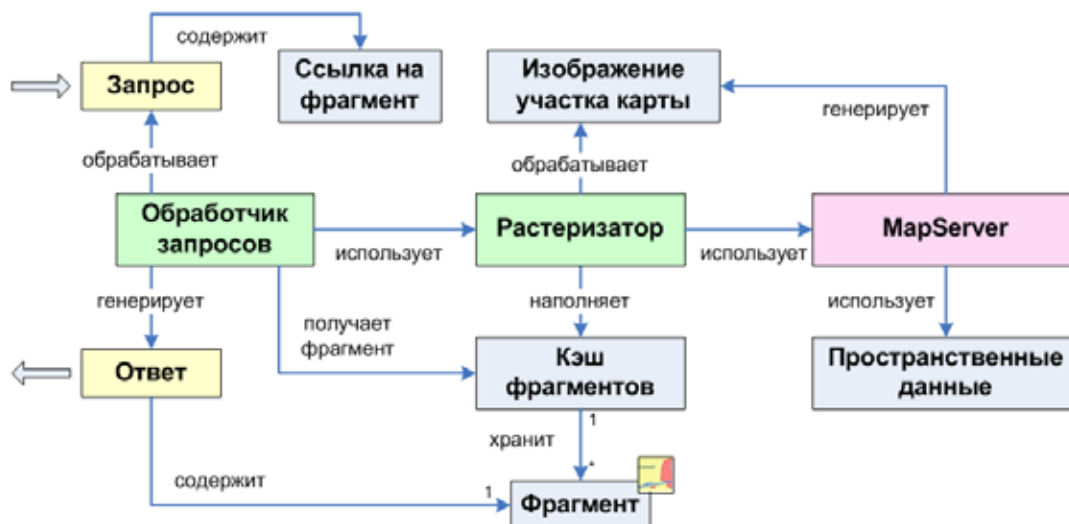 содержит
Запрос
Ссылка на
фрагмент
Изображение
участка карты
генерирует
обрабатывает
обрабатывает
Обработчик
запросов
использует
Растеризатор
использует
MapServer
генерирует
наполняет
использует
получает
фрагмент
Ответ
Кэш
фрагментов
Пространственные
данные
1
хранит
*
содержит
1
Фрагмент